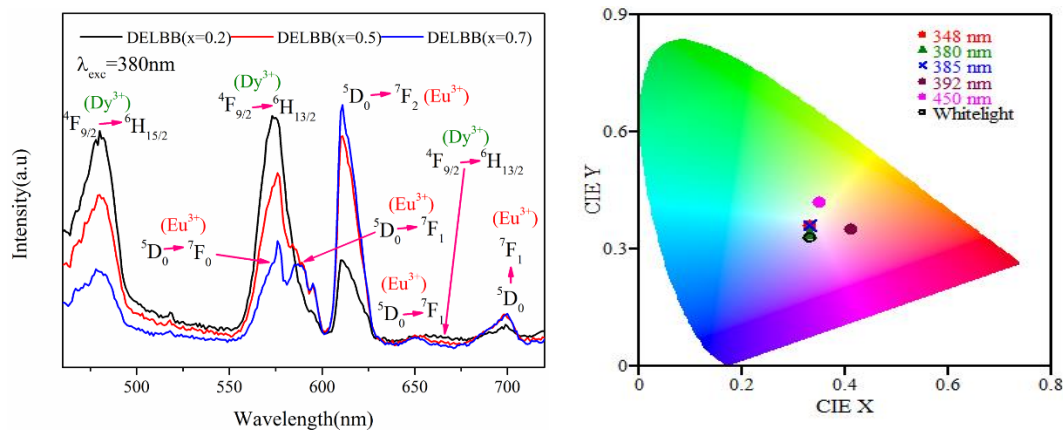 DELBB(x=0.2) DELBB(x=0.5) DELBB(x=0.7)
λexc=380nm
(Dy³⁺)
⁴F₉/₂ → ⁶H₁₅/₂
(Dy³⁺)
⁴F₉/₂ → ⁶H₁₃/₂
⁵D₀ → ⁷F₂ (Eu³⁺)
(Dy³⁺)
⁴F₉/₂ → ⁶H₁₃/₂
(Eu³⁺)
⁵D₀ → ⁷F₀
(Eu³⁺)
⁵D₀ → ⁷F₁
(Eu³⁺)
⁵D₀ → ⁷F₁
(Eu³⁺)
⁷F₁
⁵D₀
Intensity(a.u)
500 550 600 650 700
Wavelength(nm)
348 nm
380 nm
385 nm
392 nm
450 nm
Whitelight
0.9
0.6
0.3
0
CIE Y
0 0.2 0.4 0.6 0.8
CIE X